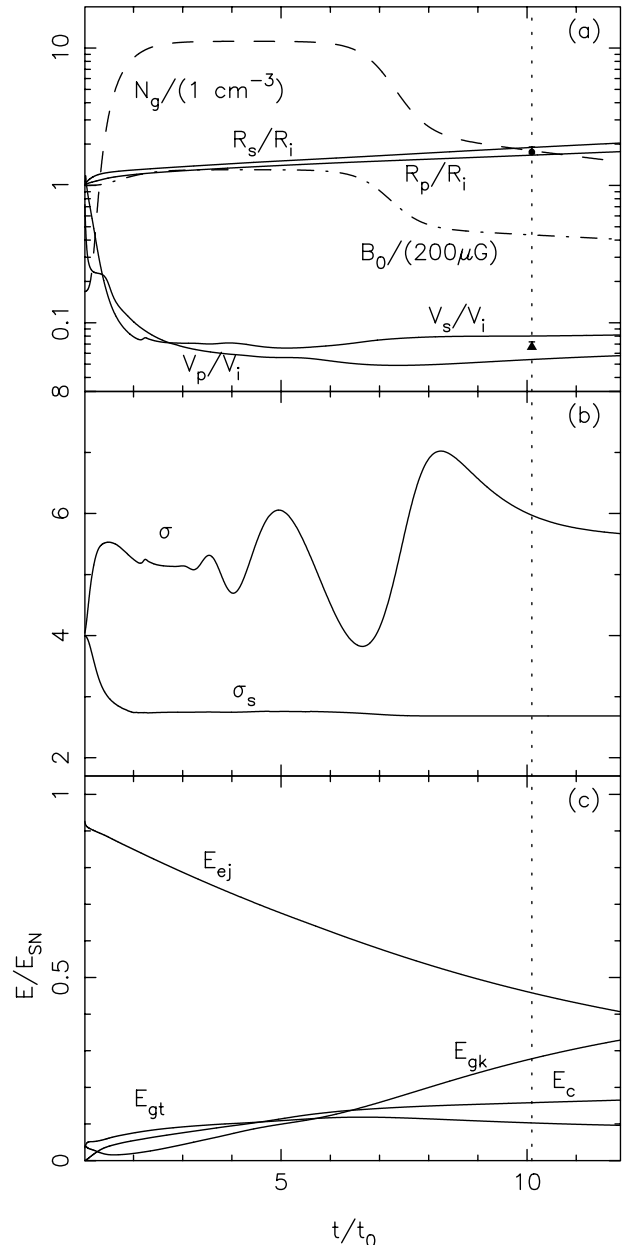 (a)
10
N_g/(1 cm^-3)
R_s/R_i
1
R_p/R_i
B_0/(200μG)
V_s/V_i
0.1
V_p/V_i
8
(b)
6
σ
4
σ_s
2
1
(c)
E_ej
E/E_SN
0.5
E_gk
E_gt
E_c
0
5
10
t/t_0